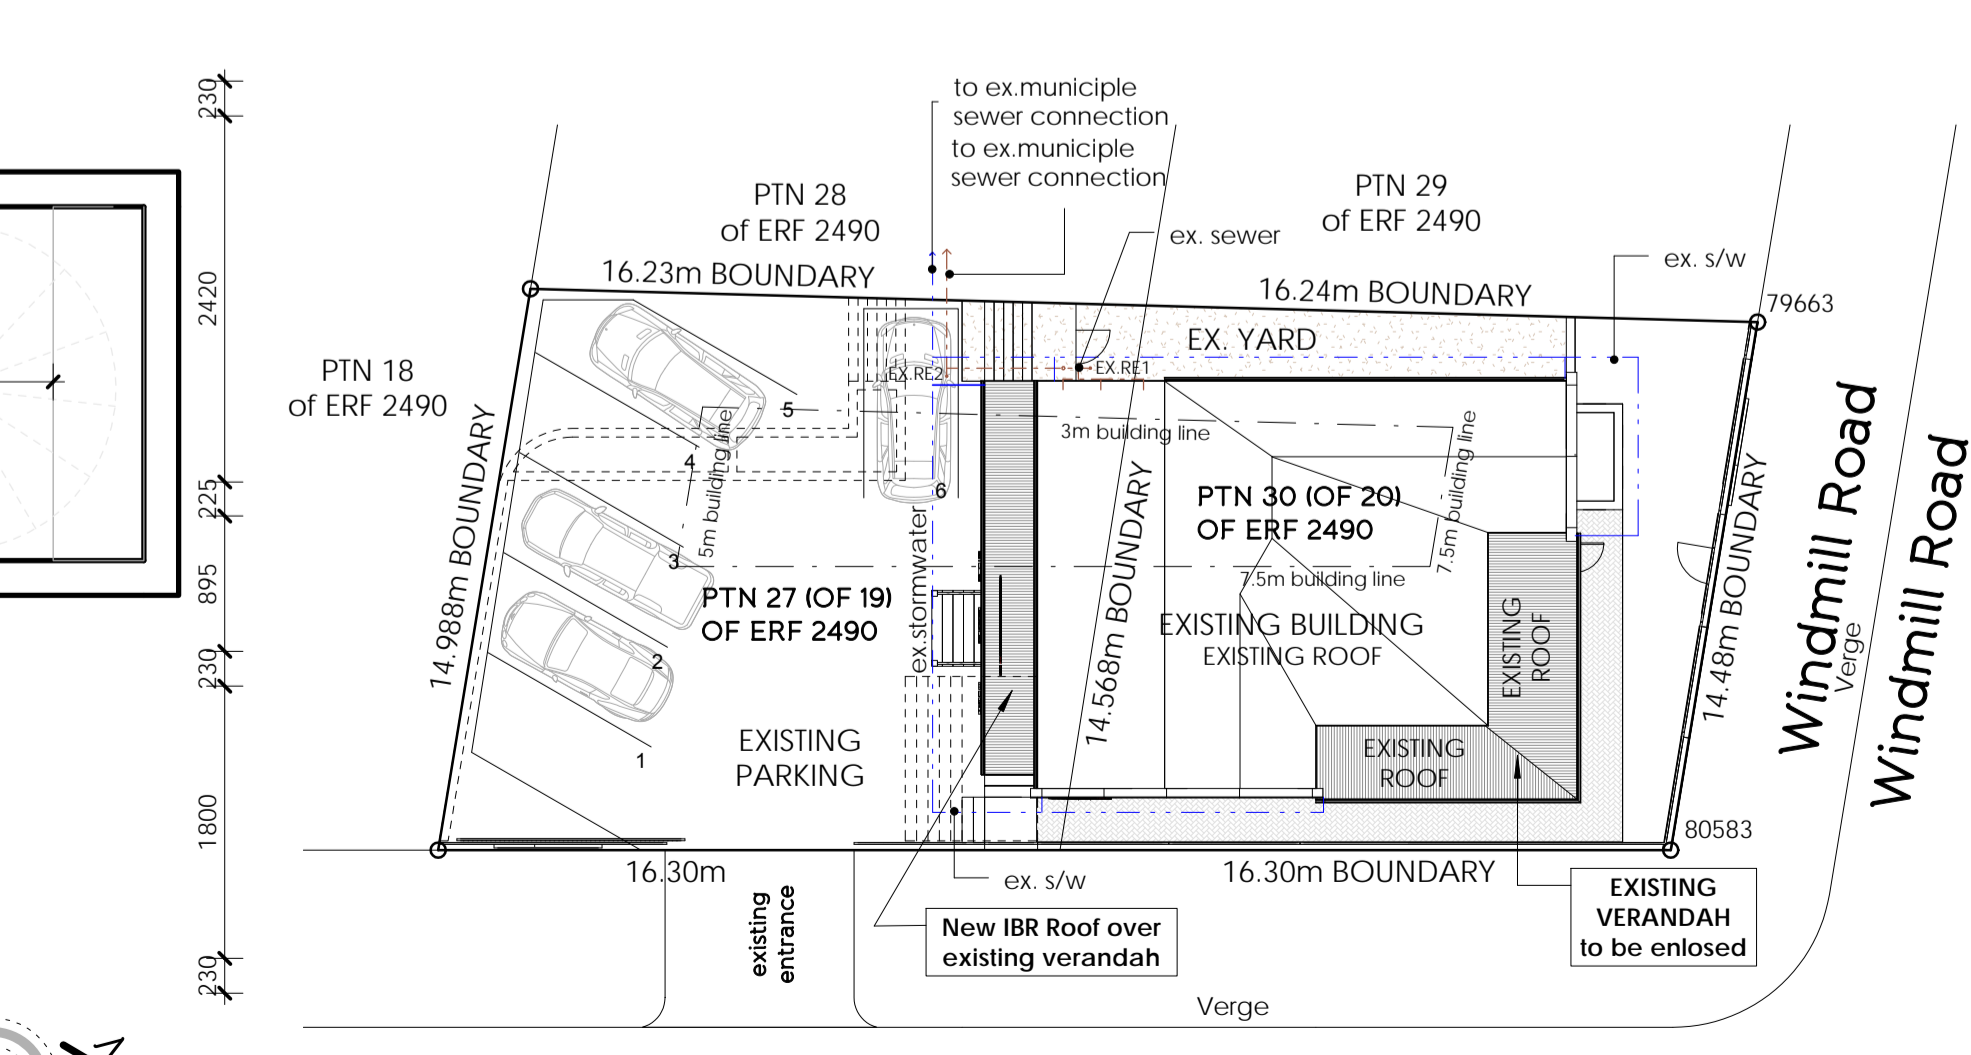 230
2420
225
895
230
1800
230
to ex.municiple
sewer connection
to ex.municiple
sewer connection
PTN 28
of ERF 2490
PTN 29
of ERF 2490
ex. sewer
ex. s/w
16.23m BOUNDARY
16.24m BOUNDARY
79663
PTN 18
of ERF 2490
EX. YARD
EX.RE2
EX.RE1
5
4
6
3
2
1
3m building line
5m building line
7.5m building line
7.5m building line
14.988m BOUNDARY
14.568m BOUNDARY
14.48m BOUNDARY
PTN 30 (OF 20)
OF ERF 2490
PTN 27 (OF 19)
OF ERF 2490
ex.stormwater
EXISTING BUILDING
EXISTING ROOF
EXISTING
ROOF
EXISTING
ROOF
EXISTING
PARKING
Windmill Road
Verge
Windmill Road
80583
16.30m
16.30m BOUNDARY
ex. s/w
existing
entrance
New IBR Roof over
existing verandah
EXISTING
VERANDAH
to be enlosed
Verge